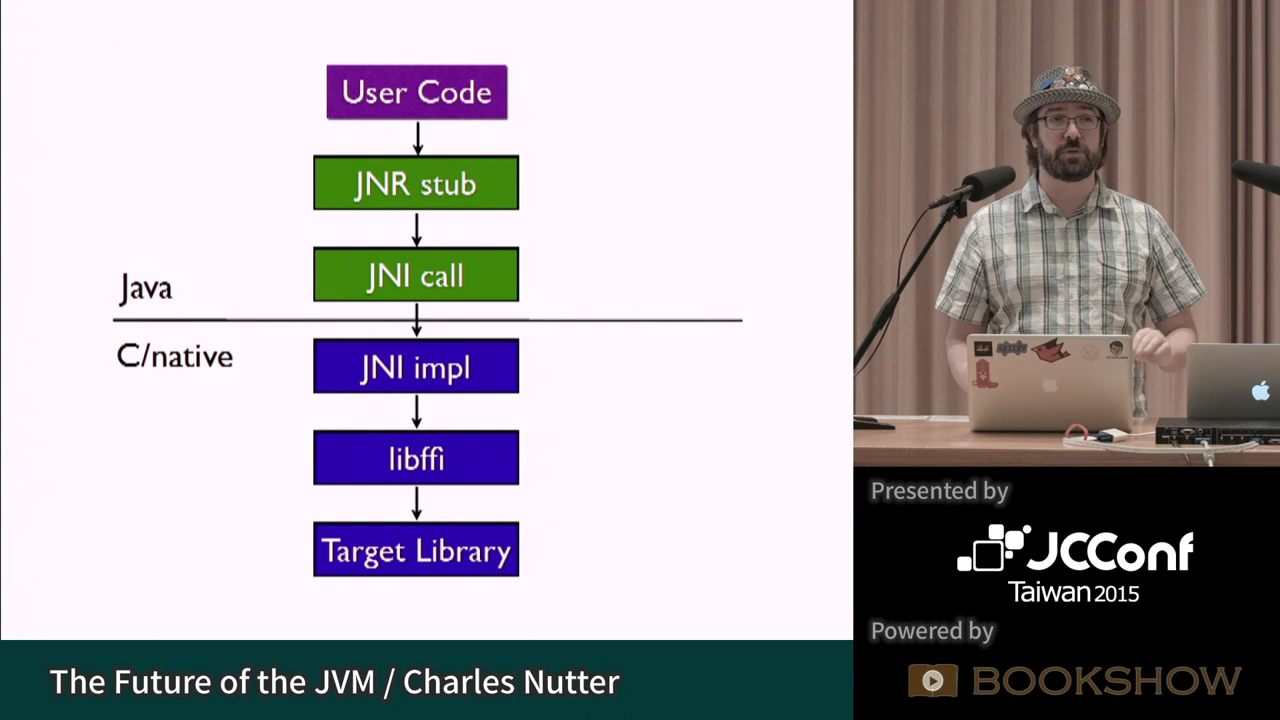 User Code
JNR stub
JNI call
Java
C/native
JNI impl
libffi
Target Library
Presented by
JCConf
Taiwan 2015
Powered by
BOOKSHOW
The Future of the JVM / Charles Nutter